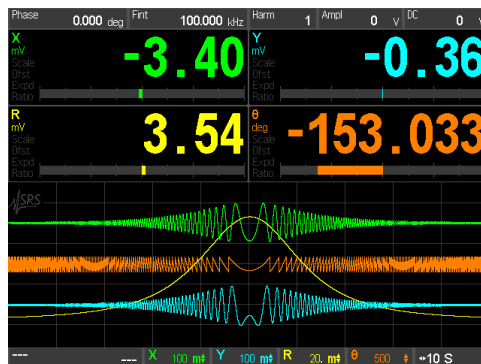 Phase 0.000 deg Fint 100.000 kHz Harm 1 Ampl 0 V DC 0 V
X Y
mV -3.40 mV -0.36
Scale Scale
Ofst Ofst
Expd Expd
Ratio Ratio
R θ
mV 3.54 deg -153.033
Scale Scale
Ofst Ofst
Expd Expd
Ratio Ratio
SRS
--- --- X 100 m Y 100 m R 20. m θ 500 10 S